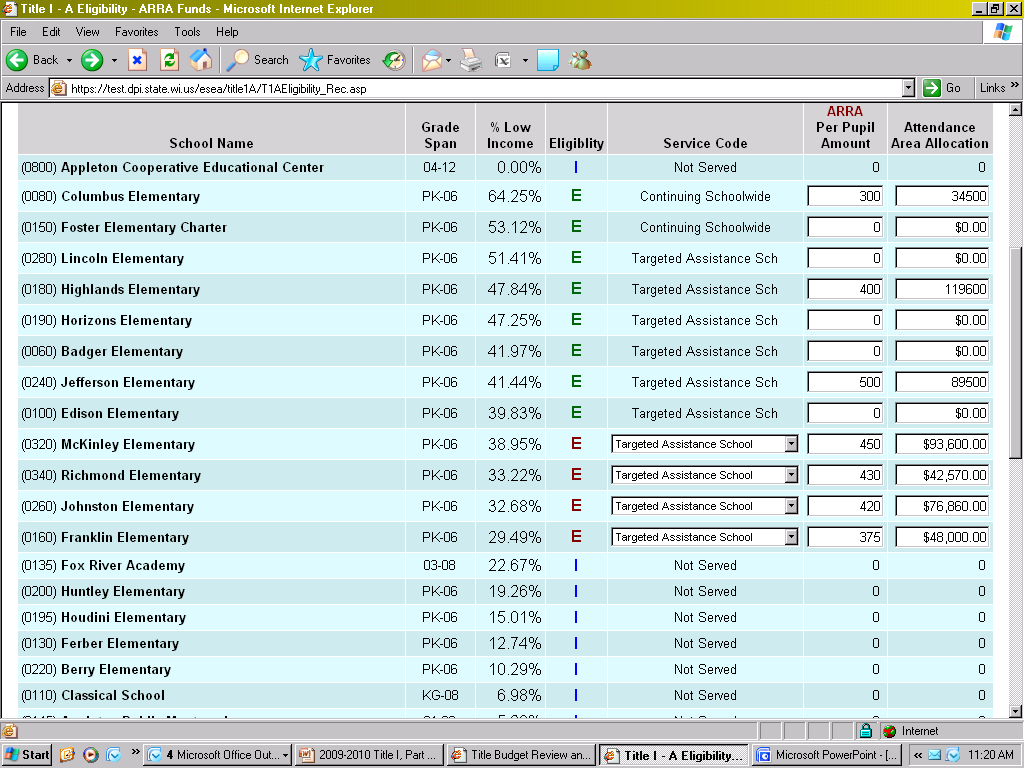 Title I - A Eligibility - ARRA Funds - Microsoft Internet Explorer
File Edit View Favorites Tools Help
Back Search Favorites
Address https://test.dpi.state.wi.us/esea/title1A/T1AEligibility_Rec.asp Go Links »
School Name Grade Span % Low Income Eligiblity Service Code ARRA Per Pupil Amount Attendance Area Allocation
(0800) Appleton Cooperative Educational Center 04-12 0.00% I Not Served 0 0
(0080) Columbus Elementary PK-06 64.25% E Continuing Schoolwide 300 34500
(0150) Foster Elementary Charter PK-06 53.12% E Continuing Schoolwide 0 $0.00
(0280) Lincoln Elementary PK-06 51.41% E Targeted Assistance Sch 0 $0.00
(0180) Highlands Elementary PK-06 47.84% E Targeted Assistance Sch 400 119600
(0190) Horizons Elementary PK-06 47.25% E Targeted Assistance Sch 0 $0.00
(0060) Badger Elementary PK-06 41.97% E Targeted Assistance Sch 0 $0.00
(0240) Jefferson Elementary PK-06 41.44% E Targeted Assistance Sch 500 89500
(0100) Edison Elementary PK-06 39.83% E Targeted Assistance Sch 0 $0.00
(0320) McKinley Elementary PK-06 38.95% E Targeted Assistance School 450 $93,600.00
(0340) Richmond Elementary PK-06 33.22% E Targeted Assistance School 430 $42,570.00
(0260) Johnston Elementary PK-06 32.68% E Targeted Assistance School 420 $76,860.00
(0160) Franklin Elementary PK-06 29.49% E Targeted Assistance School 375 $48,000.00
(0135) Fox River Academy 03-08 22.67% I Not Served 0 0
(0200) Huntley Elementary PK-06 19.26% I Not Served 0 0
(0195) Houdini Elementary PK-06 15.01% I Not Served 0 0
(0130) Ferber Elementary PK-06 12.74% I Not Served 0 0
(0220) Berry Elementary PK-06 10.29% I Not Served 0 0
(0110) Classical School KG-08 6.98% I Not Served 0 0
Internet
Start » 4 Microsoft Office Out... 2009-2010 Title I, Part ... Title Budget Review an... Title I - A Eligibility... Microsoft PowerPoint - [... « 11:20 AM